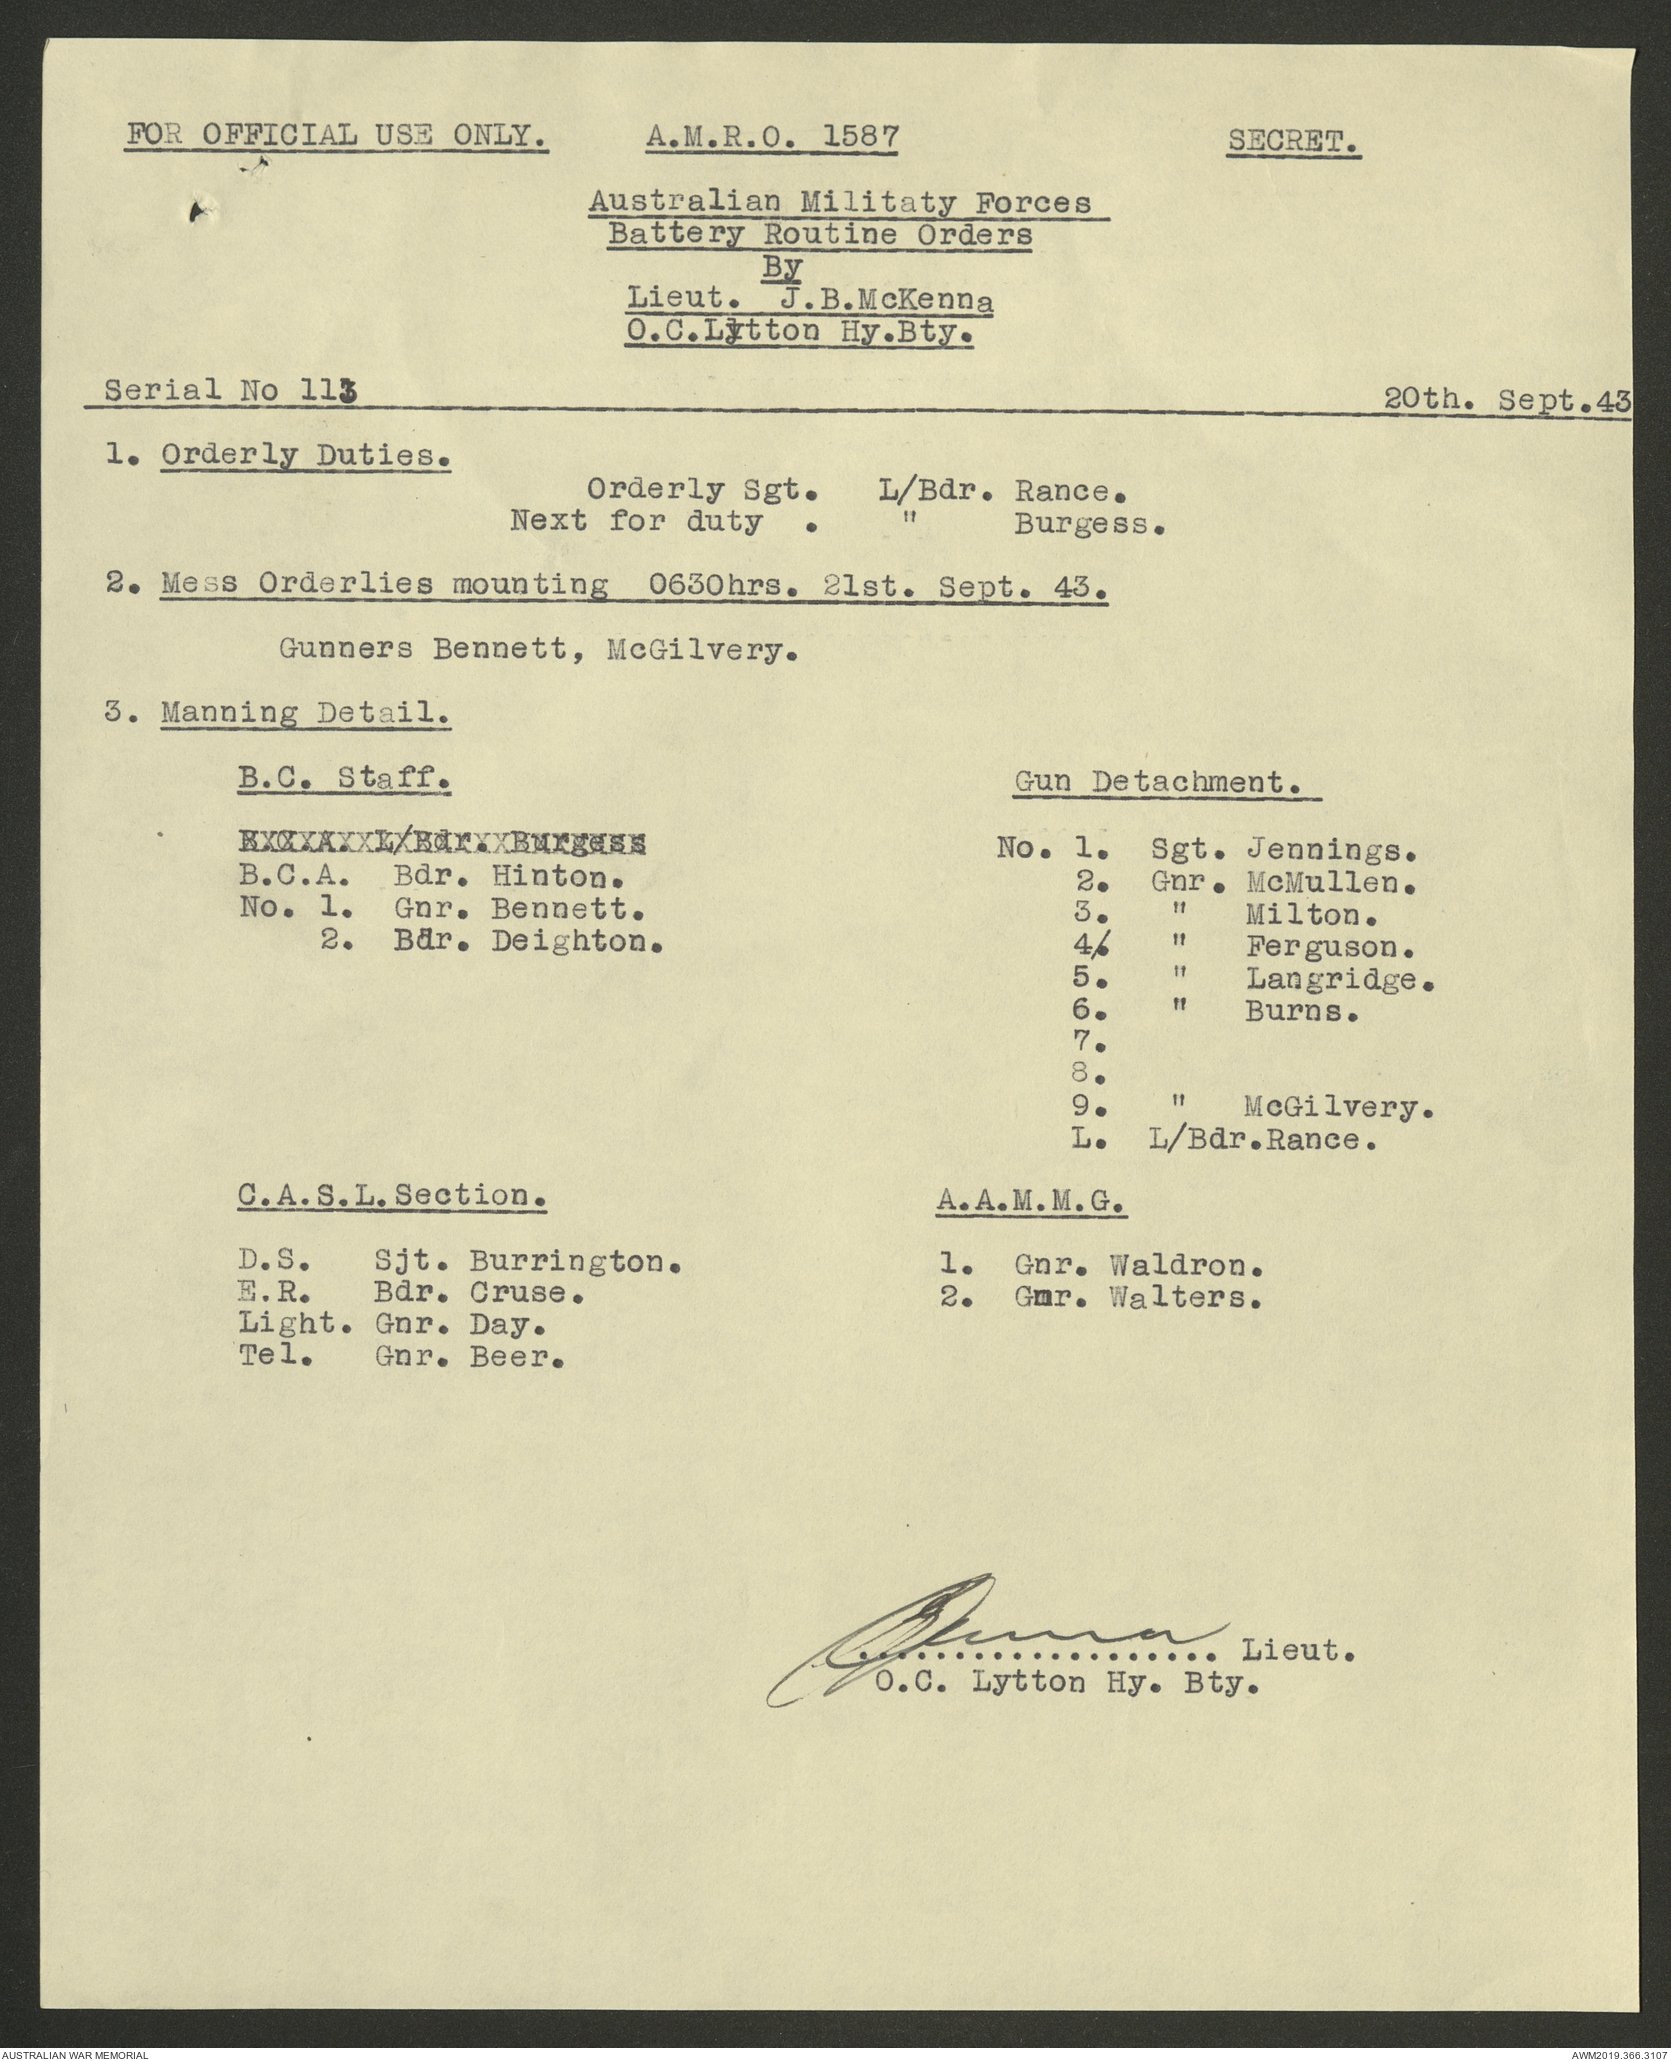 FOR OFFICIAL USE ONLY. A.M.R.O. 1587 SECRET.
Australian Militaty Forces
Battery Routine Orders
By
Lieut. J.B.McKenna
O.C.Lytton Hy.Bty.
Serial No 113 20th. Sept.43
1. Orderly Duties.
Orderly Sgt. L/Bdr. Rance.
Next for duty . " Burgess.
2. Mess Orderlies mounting 0630hrs. 21st. Sept. 43.
Gunners Bennett, McGilvery.
3. Manning Detail.
B.C. Staff.
B.C.A. L/Bdr. Burgess
B.C.A. Bdr. Hinton.
No. 1. Gnr. Bennett.
2. Bdr. Deighton.
Gun Detachment.
No. 1. Sgt. Jennings.
2. Gnr. McMullen.
3. " Milton.
4. " Ferguson.
5. " Langridge.
6. " Burns.
7.
8.
9. " McGilvery.
L. L/Bdr.Rance.
C.A.S.L.Section.
D.S. Sjt. Burrington.
E.R. Bdr. Cruse.
Light. Gnr. Day.
Tel. Gnr. Beer.
A.A.M.M.G.
1. Gnr. Waldron.
2. Gnr. Walters.
................... Lieut.
O.C. Lytton Hy. Bty.
AUSTRALIAN WAR MEMORIAL AWM2019.366.3107